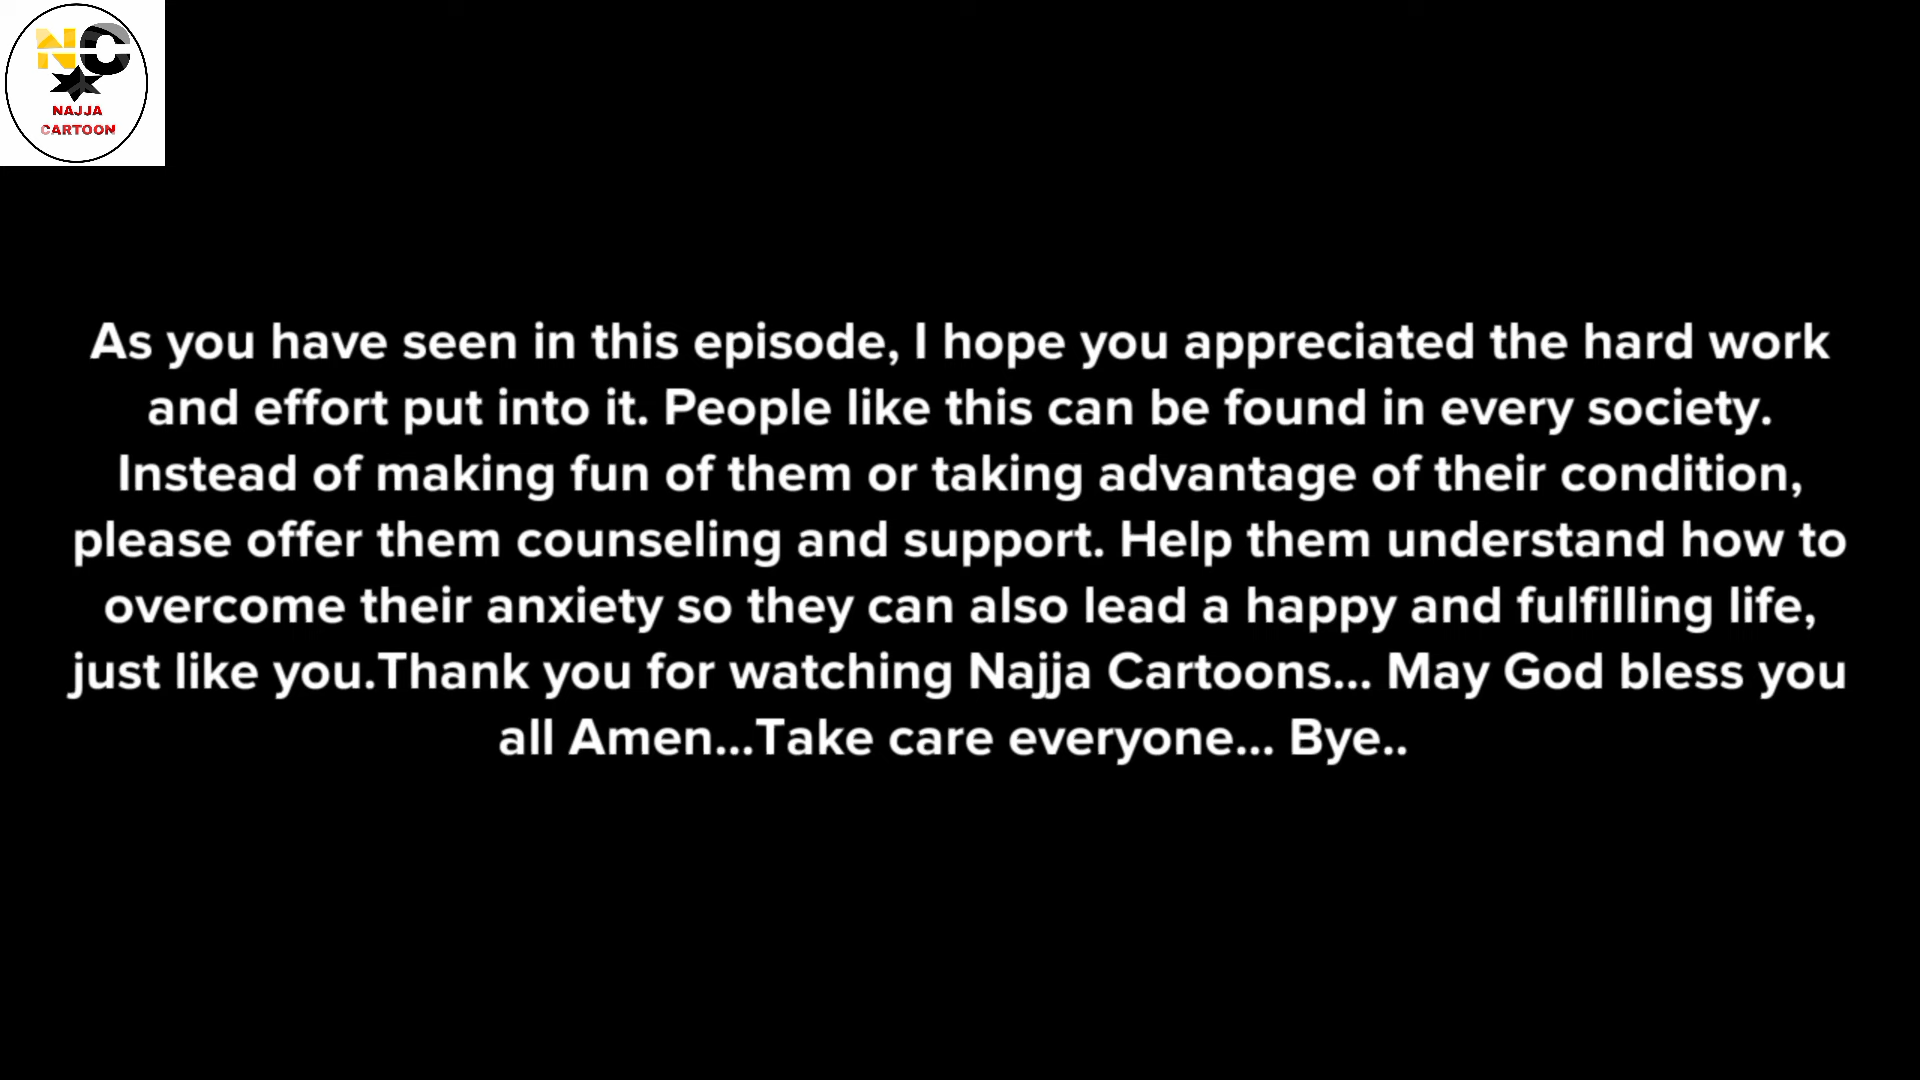 NC
NAJJA
CARTOON
As you have seen in this episode, I hope you appreciated the hard work
and effort put into it. People like this can be found in every society.
Instead of making fun of them or taking advantage of their condition,
please offer them counseling and support. Help them understand how to
overcome their anxiety so they can also lead a happy and fulfilling life,
just like you.Thank you for watching Najja Cartoons... May God bless you
all Amen...Take care everyone... Bye..